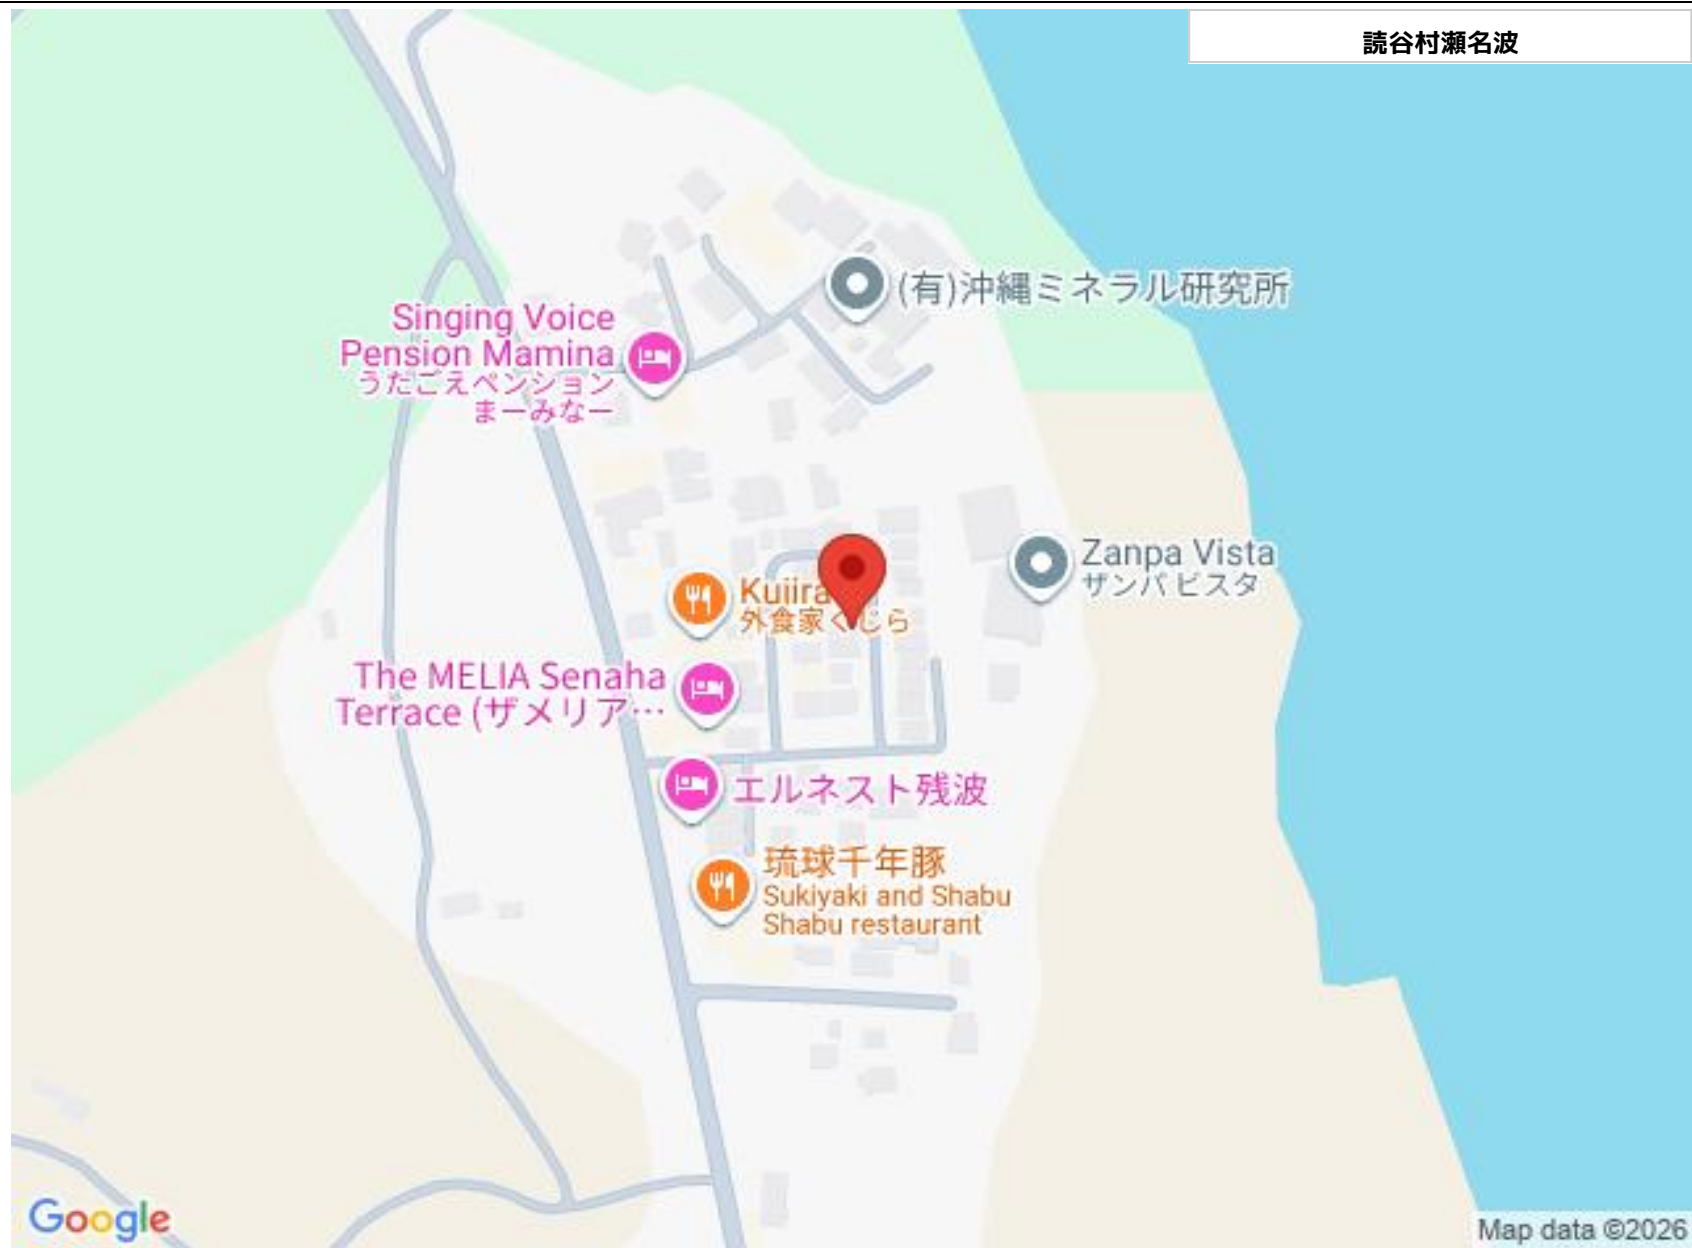 読谷村瀬名波
(有)沖縄ミネラル研究所
Singing Voice
Pension Mamina
うたごえペンション
まーみなー
Zanpa Vista
ザンパ ビスタ
Kujira
外食家くじら
The MELIA Senaha
Terrace (ザメリア…
エルネスト残波
琉球千年豚
Sukiyaki and Shabu
Shabu restaurant
Google
Map data ©2026